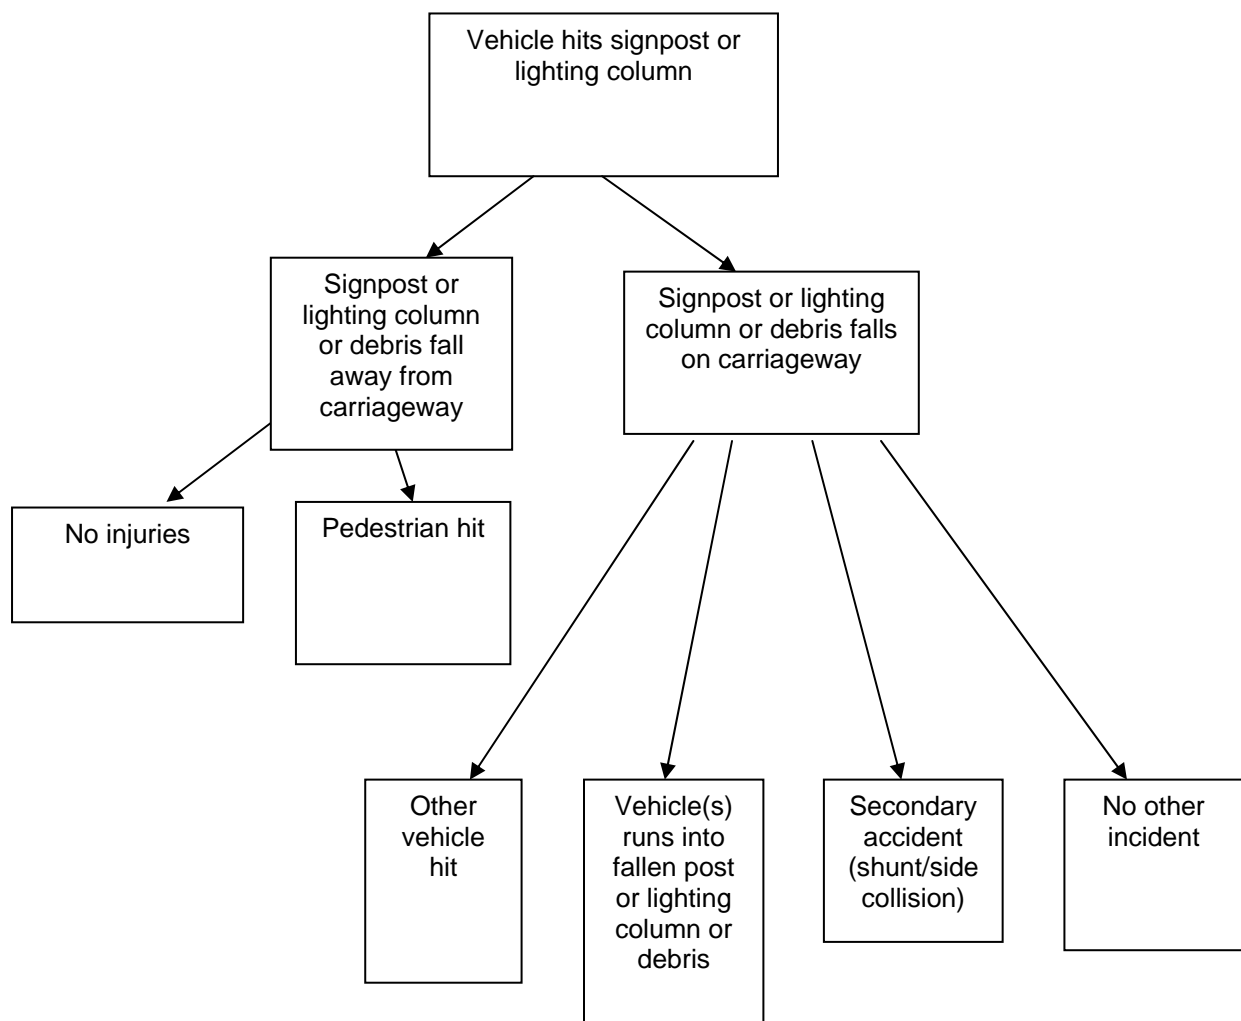 Vehicle hits signpost or
lighting column
Signpost or
lighting column
or debris fall
away from
carriageway
Signpost or lighting
column or debris falls
on carriageway
No injuries
Pedestrian hit
Other
vehicle
hit
Vehicle(s)
runs into
fallen post
or lighting
column or
debris
Secondary
accident
(shunt/side
collision)
No other
incident